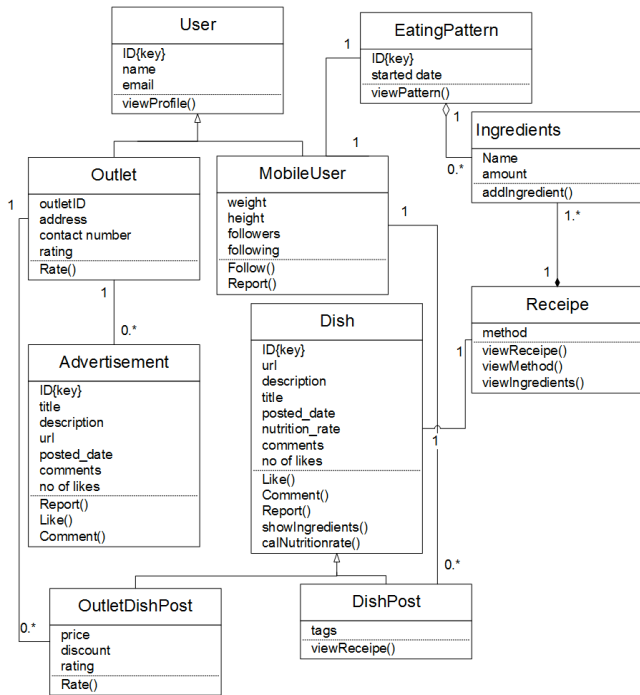 User
ID{key}
name
email
viewProfile()
1
EatingPattern
ID{key}
started date
viewPattern()
1
0.*
Ingredients
Name
amount
addIngredient()
1.*
1
Outlet
outletID
address
contact number
rating
Rate()
1
1
0.*
1
MobileUser
weight
height
followers
following
Follow()
Report()
1
Receipe
method
viewReceipe()
viewMethod()
viewIngredients()
1
1
Advertisement
ID{key}
title
description
url
posted_date
comments
no of likes
Report()
Like()
Comment()
Dish
ID{key}
url
description
title
posted_date
nutrition_rate
comments
no of likes
Like()
Comment()
Report()
showIngredients()
calNutritionrate()
0.*
OutletDishPost
price
discount
rating
Rate()
0.*
DishPost
tags
viewReceipe()